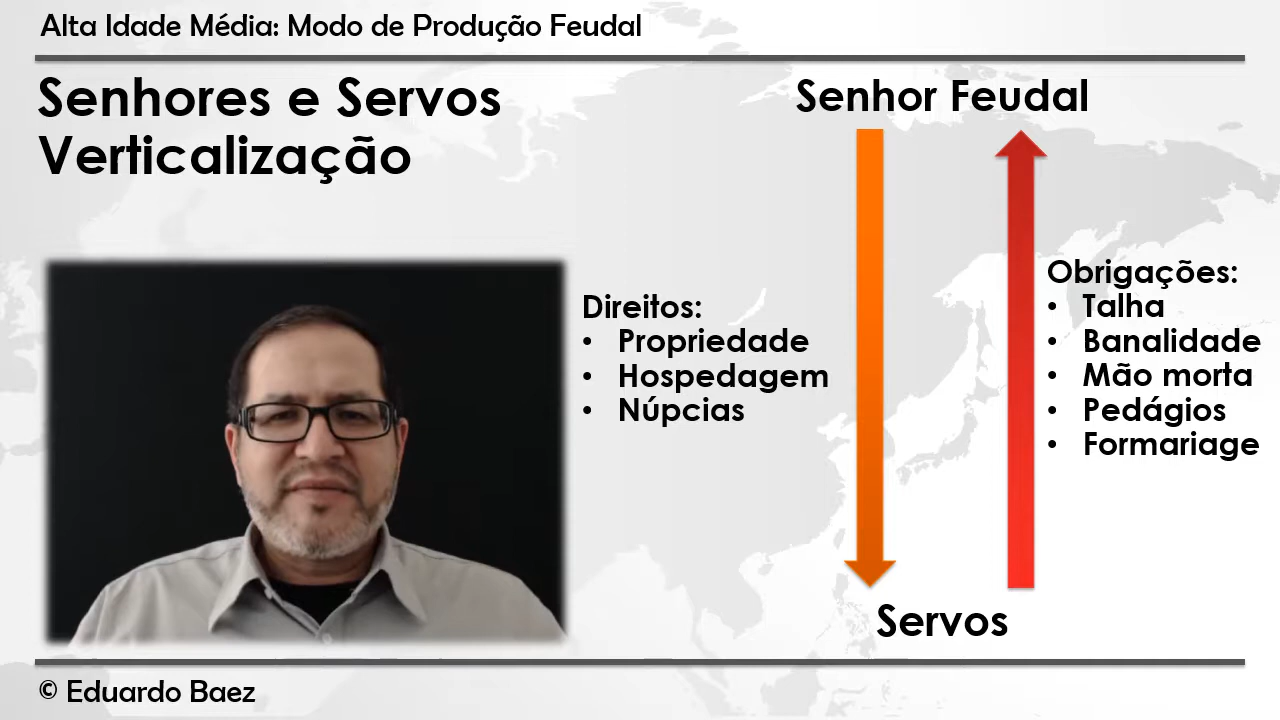 Alta Idade Média: Modo de Produção Feudal
Senhores e Servos
Verticalização
Senhor Feudal
Direitos:
• Propriedade
• Hospedagem
• Núpcias
Obrigações:
• Talha
• Banalidade
• Mão morta
• Pedágios
• Formariage
Servos
© Eduardo Baez